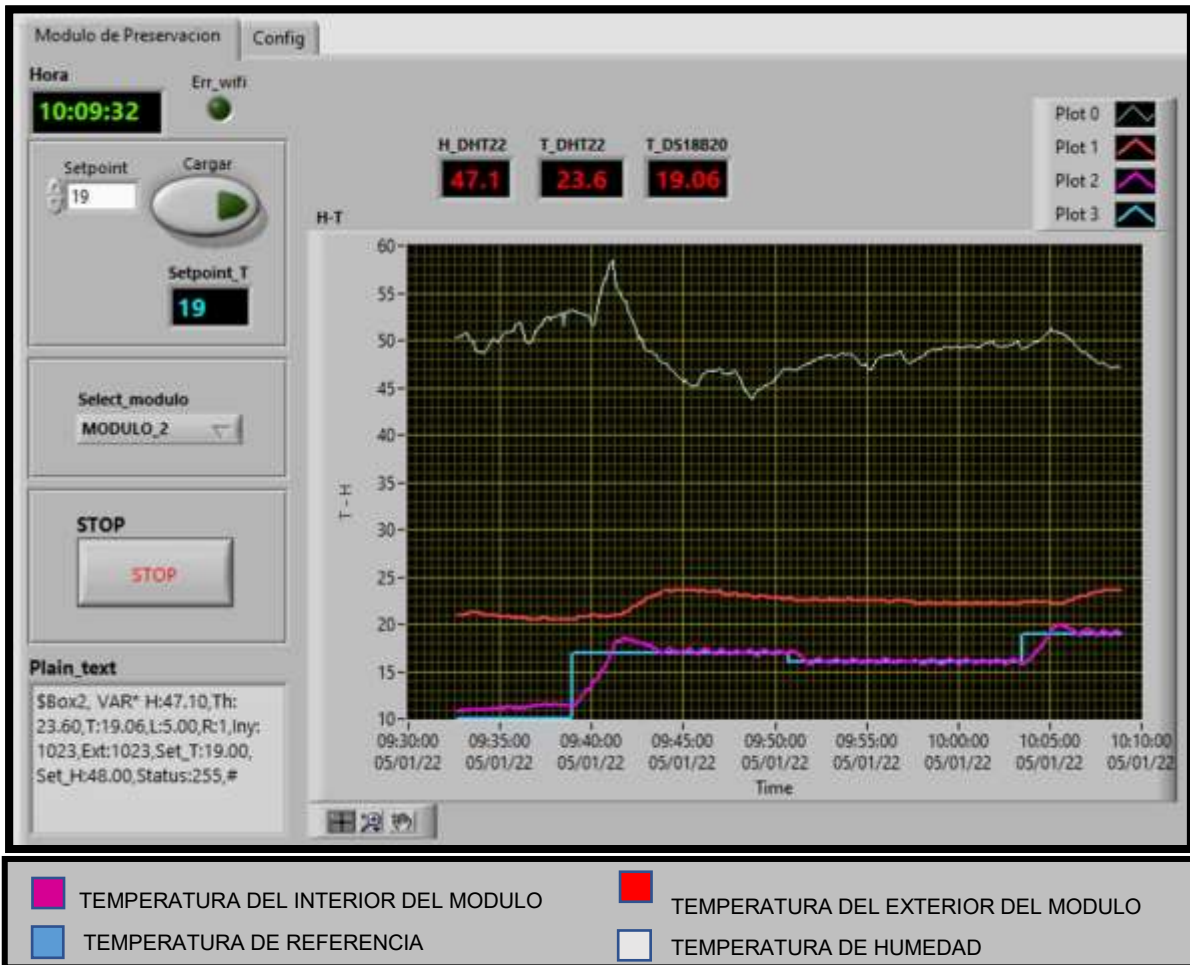 Modulo de Preservacion
Config
Hora
10:09:32
Err_wifi
Setpoint
19
Cargar
Setpoint_T
19
Select_modulo
MODULO_2
STOP
STOP
Plain_text
$Box2, VAR* H:47.10,Th:
23.60,T:19.06,L:5.00,R:1,Iny:
1023,Ext:1023,Set_T:19.00,
Set_H:48.00,Status:255,#
H_DHT22
47.1
T_DHT22
23.6
T_DS18B20
19.06
Plot 0
Plot 1
Plot 2
Plot 3
H-T
T - H
60
55
50
45
40
35
30
25
20
15
10
09:30:00
05/01/22
09:35:00
05/01/22
09:40:00
05/01/22
09:45:00
05/01/22
09:50:00
05/01/22
09:55:00
05/01/22
10:00:00
05/01/22
10:05:00
05/01/22
10:10:00
05/01/22
Time
TEMPERATURA DEL INTERIOR DEL MODULO
TEMPERATURA DEL EXTERIOR DEL MODULO
TEMPERATURA DE REFERENCIA
TEMPERATURA DE HUMEDAD